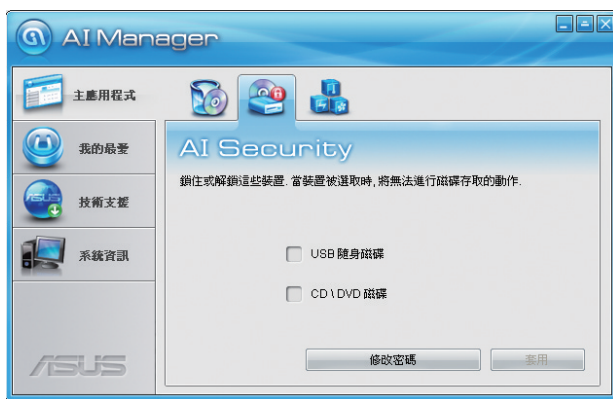 AI Manager
主應用程式
我的最愛
技術支援
系統資訊
AI Security
鎖住或解鎖這些裝置. 當裝置被選取時, 將無法進行磁碟存取的動作.
USB 隨身磁碟
CD \ DVD 磁碟
修改密碼
套用
ASUS